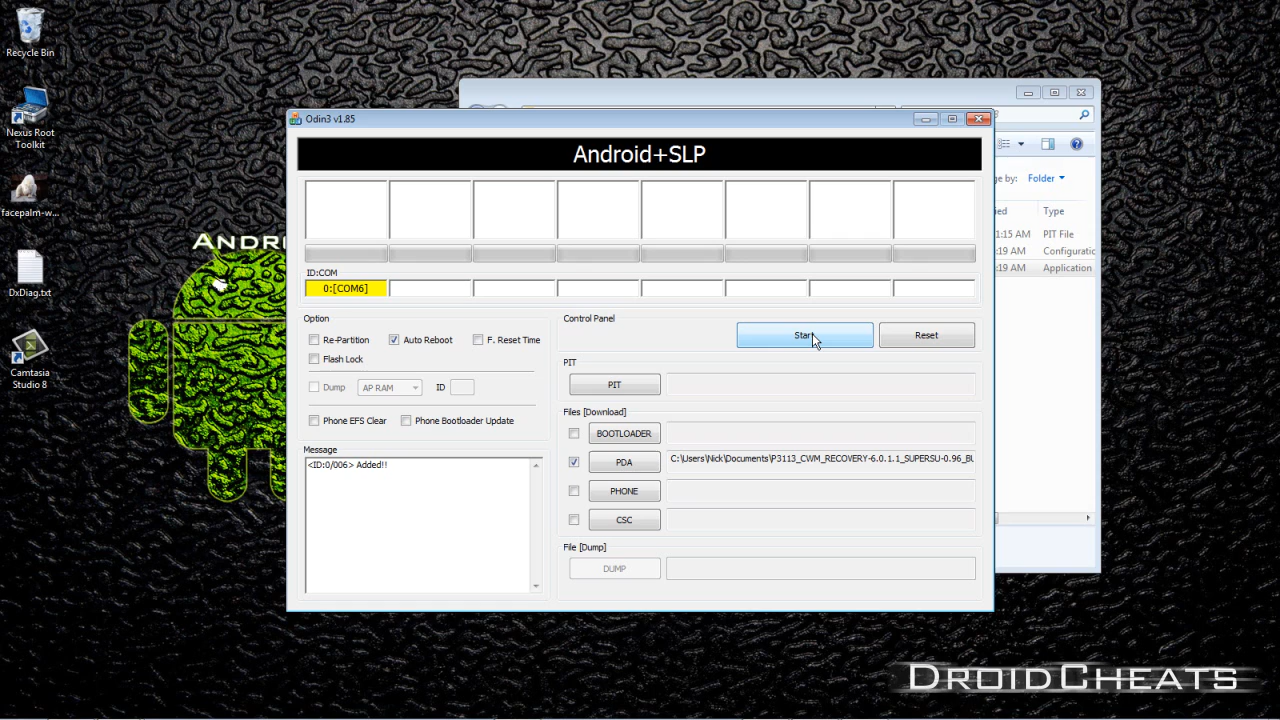 Recycle Bin
Nexus Root
Toolkit
facepalm-w...
DxDiag.txt
Camtasia
Studio 8
ANDR
Odin3 v1.85
Android+SLP
ID:COM
0:[COM6]
Option
Re-Partition
Auto Reboot
F. Reset Time
Flash Lock
Dump
AP RAM
ID
Phone EFS Clear
Phone Bootloader Update
Message
<ID:0/006> Added!!
Control Panel
Start
Reset
PIT
PIT
Files [Download]
BOOTLOADER
PDA
C:\Users\Nick\Documents\P3113_CWM_RECOVERY-6.0.1.1_SUPERSU-0.96_BU
PHONE
CSC
File [Dump]
DUMP
ge by: Folder
ied Type
1:15 AM PIT File
:19 AM Configuratio
:19 AM Application
DROIDCHEATS